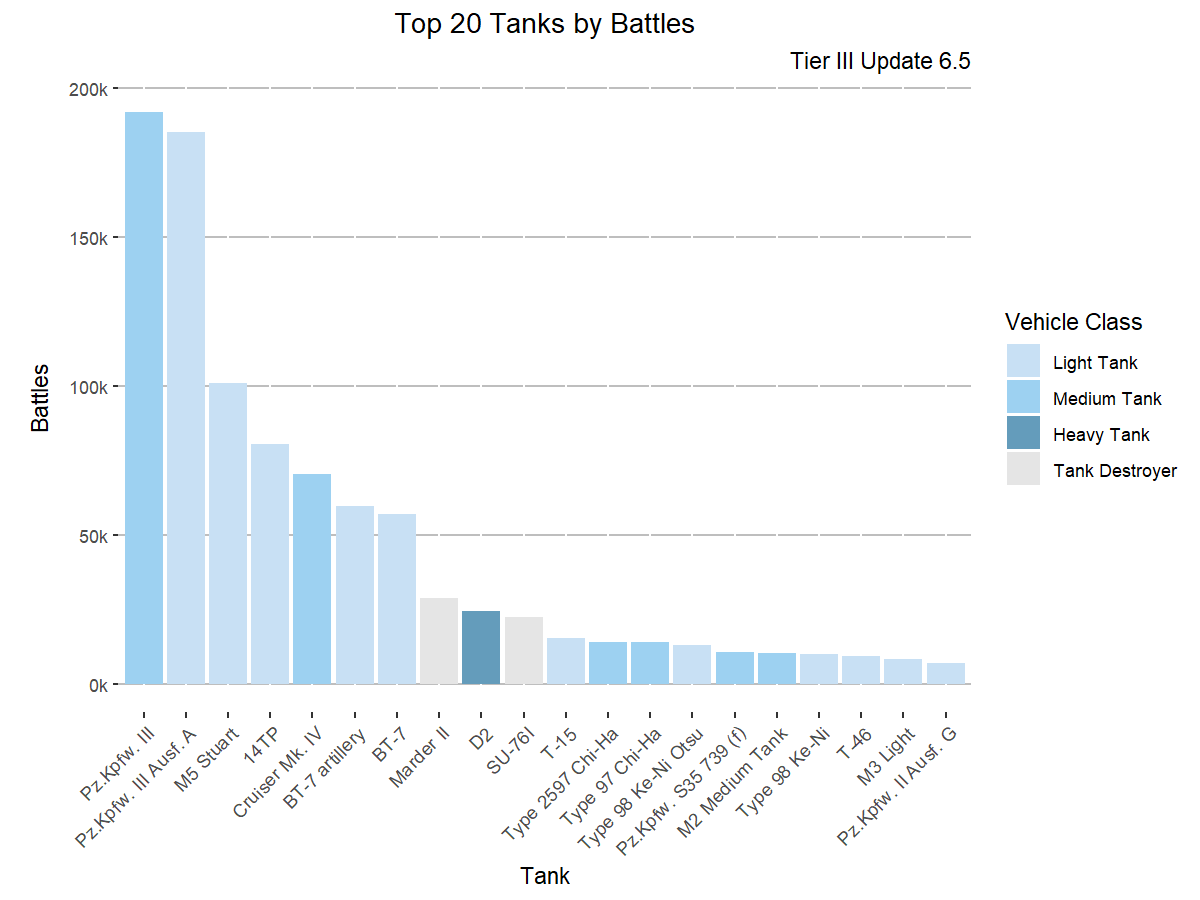 Top 20 Tanks by Battles
Tier III Update 6.5
200k
150k
100k
50k
0k
Battles
Pz.Kpfw. III
Pz.Kpfw. III Ausf. A
M5 Stuart
14TP
Cruiser Mk. IV
BT-7 artillery
BT-7
Marder II
D2
SU-76I
T-15
Type 2597 Chi-Ha
Type 97 Chi-Ha
Type 98 Ke-Ni Otsu
Pz.Kpfw. S35 739 (f)
M2 Medium Tank
Type 98 Ke-Ni
T-46
M3 Light
Pz.Kpfw. II Ausf. G
Tank
Vehicle Class
Light Tank
Medium Tank
Heavy Tank
Tank Destroyer